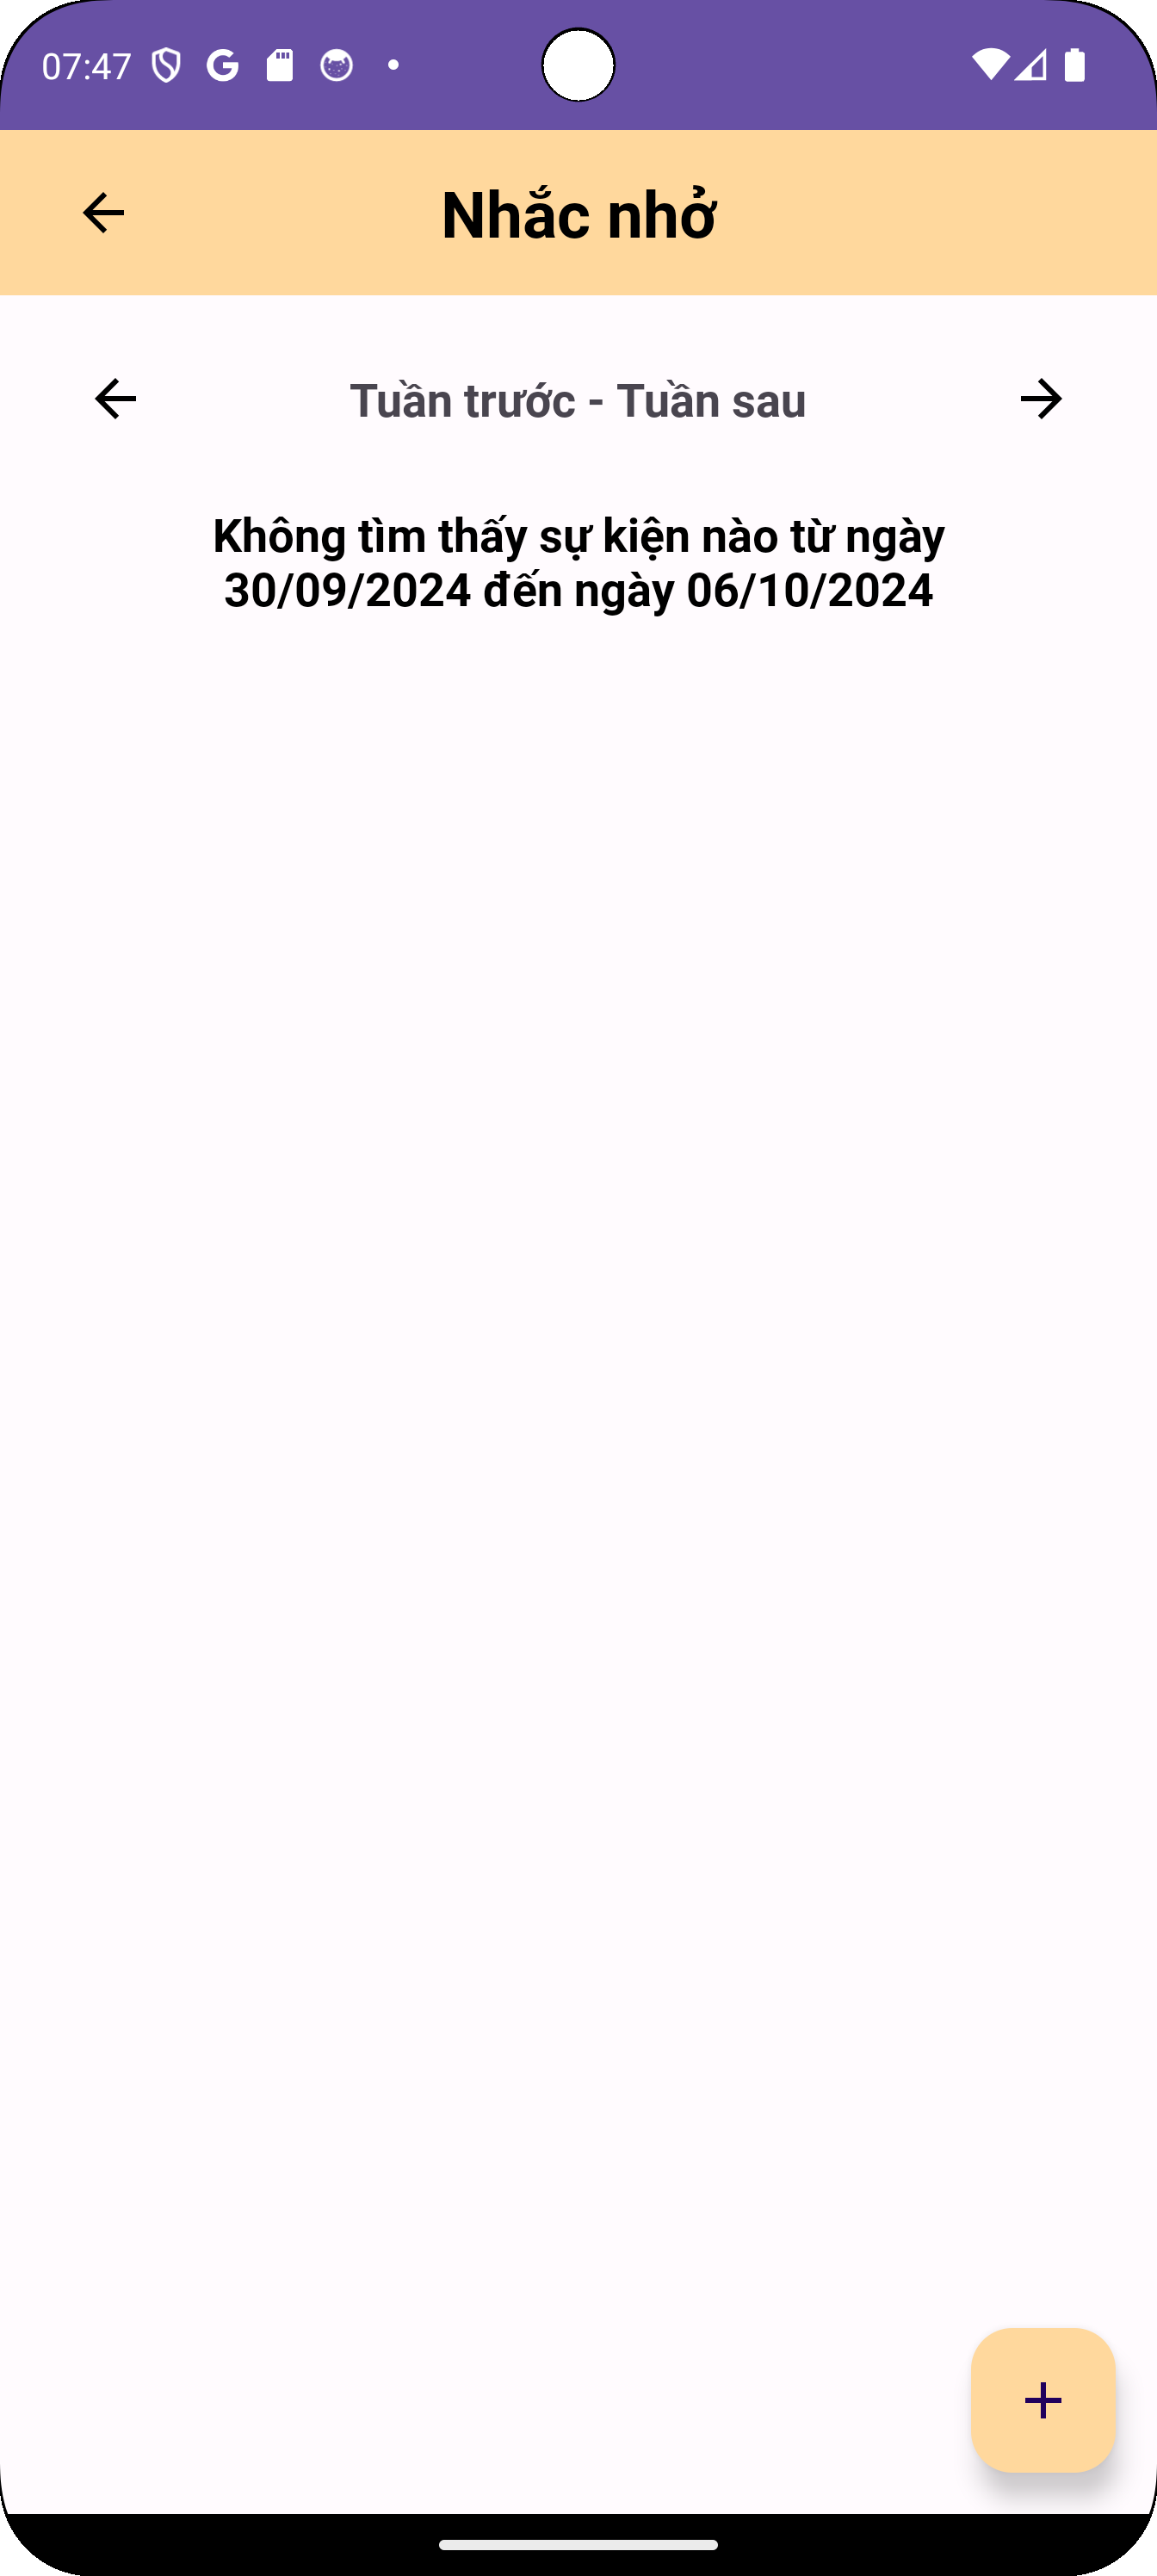 07:47
Nhắc nhở
Tuần trước - Tuần sau
Không tìm thấy sự kiện nào từ ngày
30/09/2024 đến ngày 06/10/2024